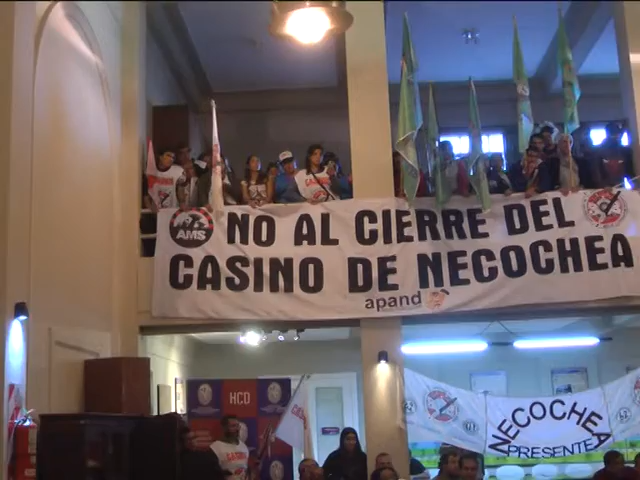 AMS
NO AL CIERRE DEL
CASINO DE NECOCHEA
apand
HCD
NECOCHEA
PRESENTE